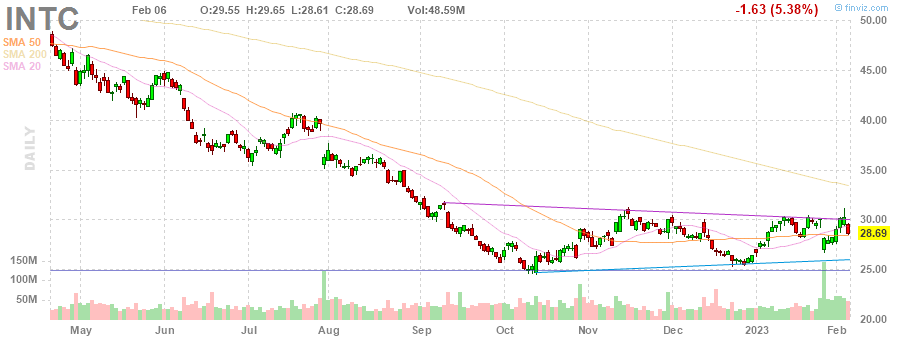 INTC
Feb 06 O:29.55 H:29.65 L:28.61 C:28.69 Vol:48.59M -1.63 (5.38%) © finviz.com
SMA 50
SMA 200
SMA 20
DAILY
50.00
45.00
40.00
35.00
30.00
28.69
25.00
20.00
150M
100M
50M
May Jun Jul Aug Sep Oct Nov Dec 2023 Feb